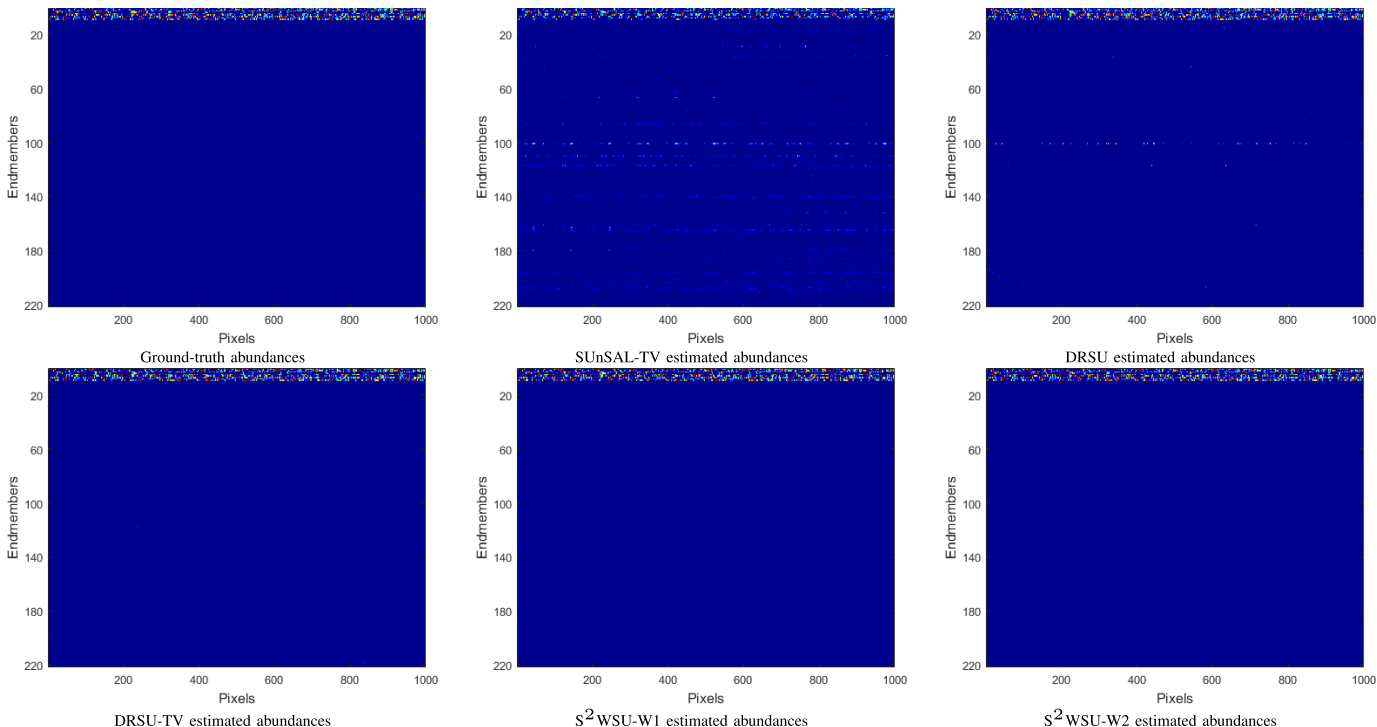 20
60
100
140
180
220
Endmembers
200 400 600 800 1000
Pixels
Ground-truth abundances
20
60
100
140
180
220
Endmembers
200 400 600 800 1000
Pixels
SUnSAL-TV estimated abundances
20
60
100
140
180
220
Endmembers
200 400 600 800 1000
Pixels
DRSU estimated abundances
20
60
100
140
180
220
Endmembers
200 400 600 800 1000
Pixels
DRSU-TV estimated abundances
20
60
100
140
180
220
Endmembers
200 400 600 800 1000
Pixels
S²WSU-W1 estimated abundances
20
60
100
140
180
220
Endmembers
200 400 600 800 1000
Pixels
S²WSU-W2 estimated abundances